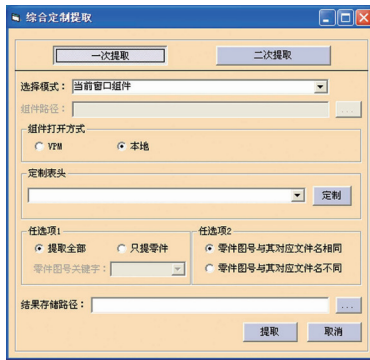 综合定制提取
一次提取 二次提取
选择模式： 当前窗口组件
组件路径： ...
组件打开方式
VPM 本地
定制表头
定制
任选项1 任选项2
提取全部 只提零件 零件图号与其对应文件名相同
零件图号关键字： 零件图号与其对应文件名不同
结果存储路径： ...
提取 取消